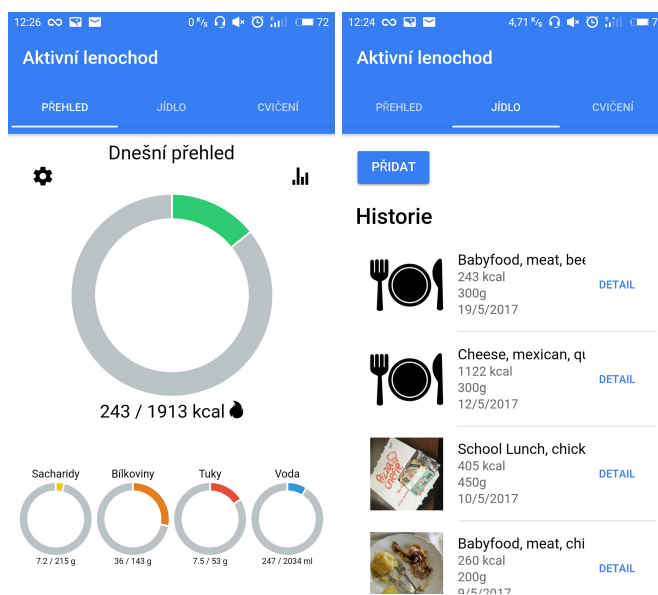 12:26 0 ᴷ/s 72
Aktivní lenochod
PŘEHLED JÍDLO CVIČENÍ
Dnešní přehled
243 / 1913 kcal
Sacharidy Bílkoviny Tuky Voda
7.2 / 215 g 36 / 143 g 7.5 / 53 g 247 / 2034 ml
12:24 4,71 ᴷ/s 7
Aktivní lenochod
PŘEHLED JÍDLO CVIČENÍ
PŘIDAT
Historie
Babyfood, meat, bee
243 kcal
300g
19/5/2017
DETAIL
Cheese, mexican, qu
1122 kcal
300g
12/5/2017
DETAIL
School Lunch, chick
405 kcal
450g
10/5/2017
DETAIL
Babyfood, meat, chi
260 kcal
200g
9/5/2017
DETAIL